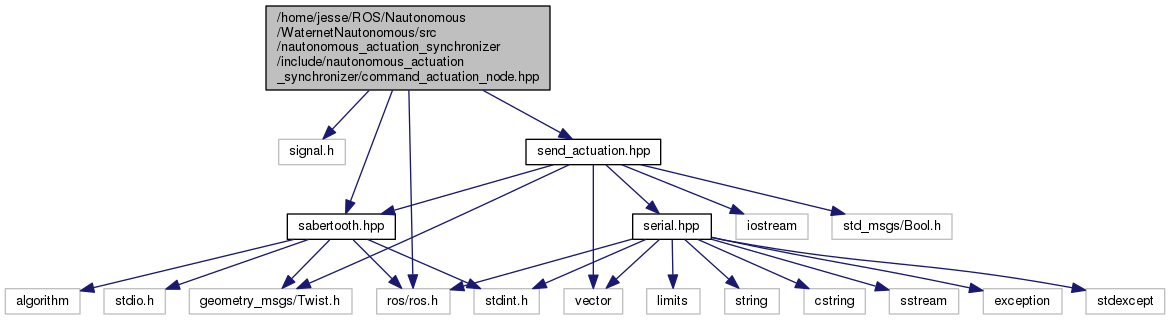 /home/jesse/ROS/Nautonomous
/WaternetNautonomous/src
/nautonomous_actuation_synchronizer
/include/nautonomous_actuation
_synchronizer/command_actuation_node.hpp
signal.h
send_actuation.hpp
sabertooth.hpp
serial.hpp
iostream
std_msgs/Bool.h
algorithm
stdio.h
geometry_msgs/Twist.h
ros/ros.h
stdint.h
vector
limits
string
cstring
sstream
exception
stdexcept